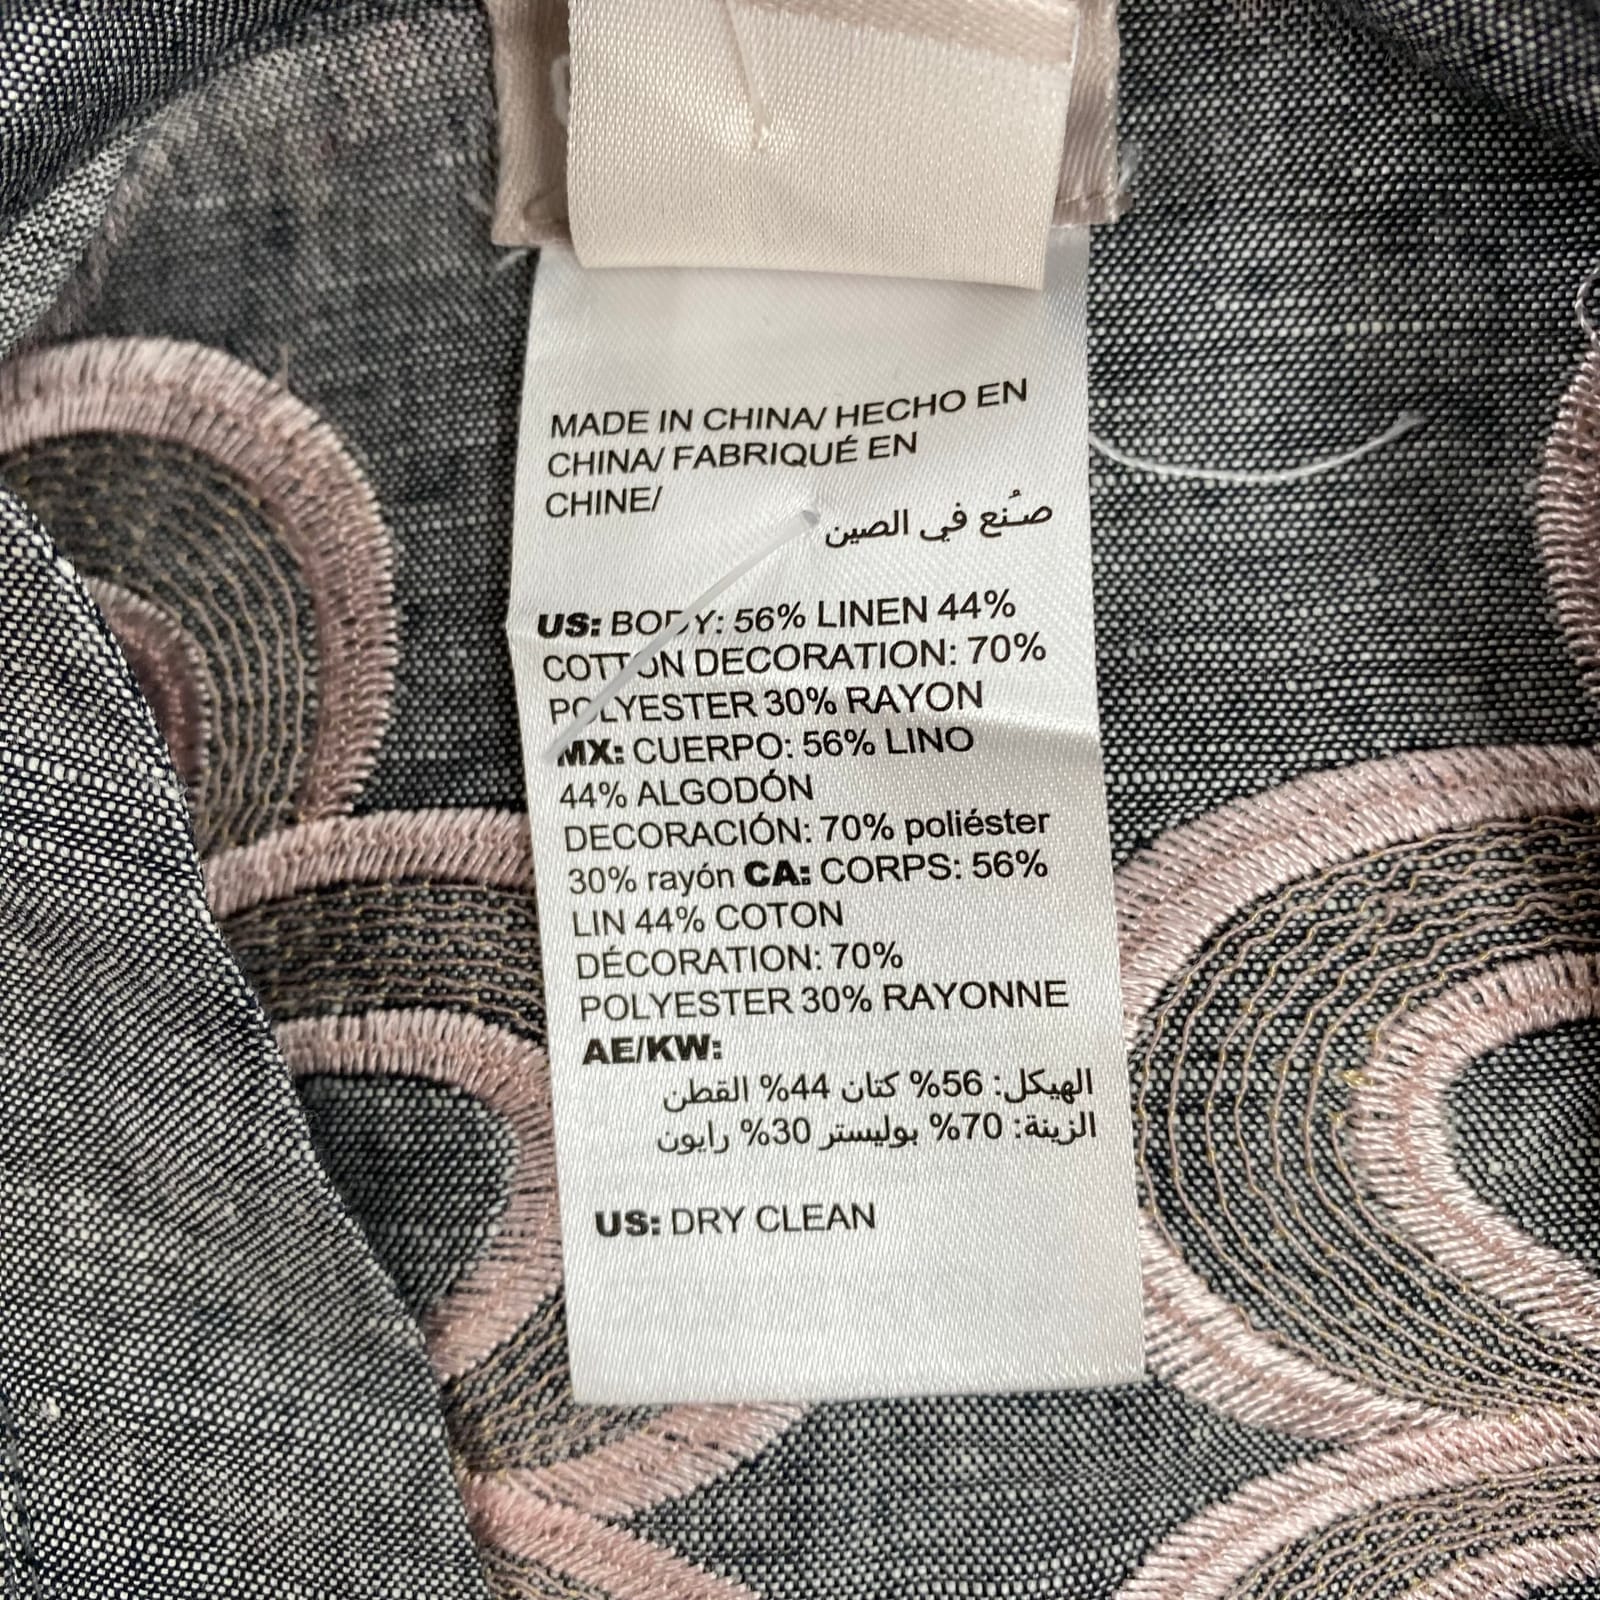 MADE IN CHINA/ HECHO EN
CHINA/ FABRIQUÉ EN
CHINE/
صُنع في الصين
US: BODY: 56% LINEN 44%
COTTON DECORATION: 70%
POLYESTER 30% RAYON
MX: CUERPO: 56% LINO
44% ALGODÓN
DECORACIÓN: 70% poliéster
30% rayón CA: CORPS: 56%
LIN 44% COTON
DÉCORATION: 70%
POLYESTER 30% RAYONNE
AE/KW:
الهيكل: 56% كتان 44% القطن
الزينة: 70% بوليستر 30% رايون
US: DRY CLEAN